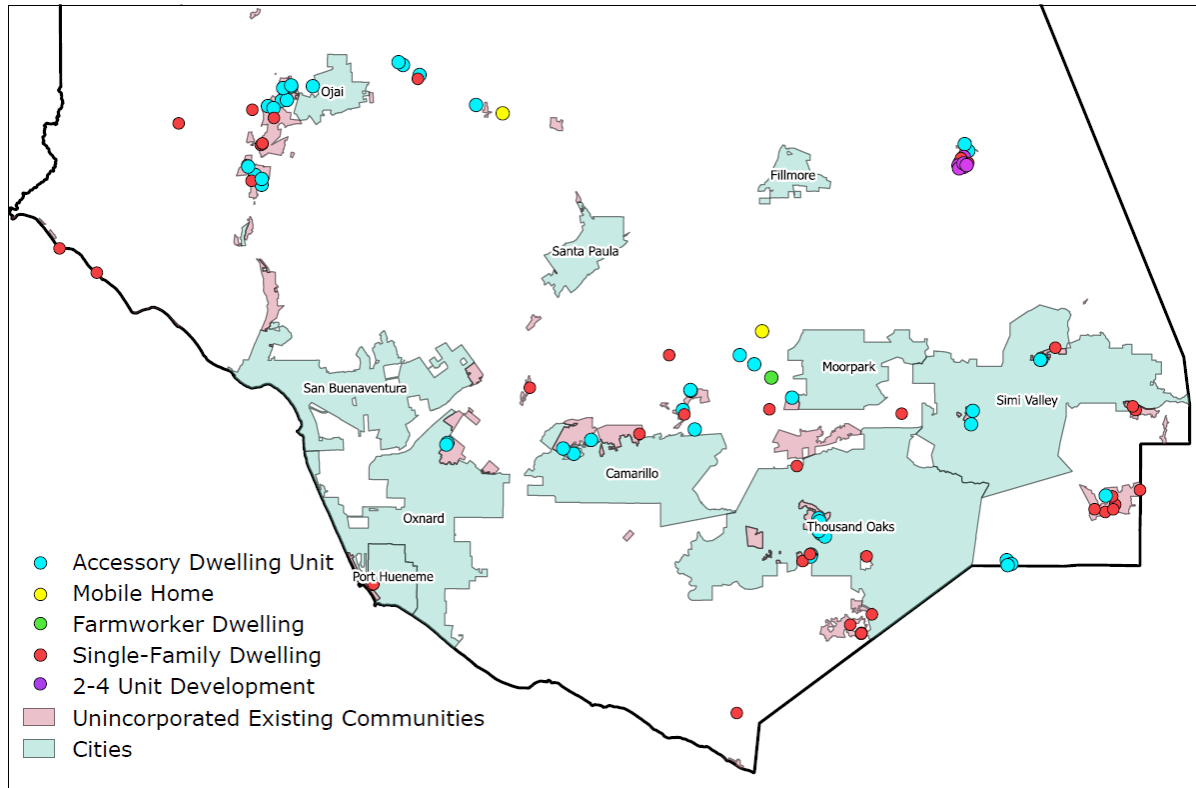 Ojai
Fillmore
Santa Paula
Moorpark
San Buenaventura
Simi Valley
Camarillo
Oxnard
Thousand Oaks
Port Hueneme
Accessory Dwelling Unit
Mobile Home
Farmworker Dwelling
Single-Family Dwelling
2-4 Unit Development
Unincorporated Existing Communities
Cities